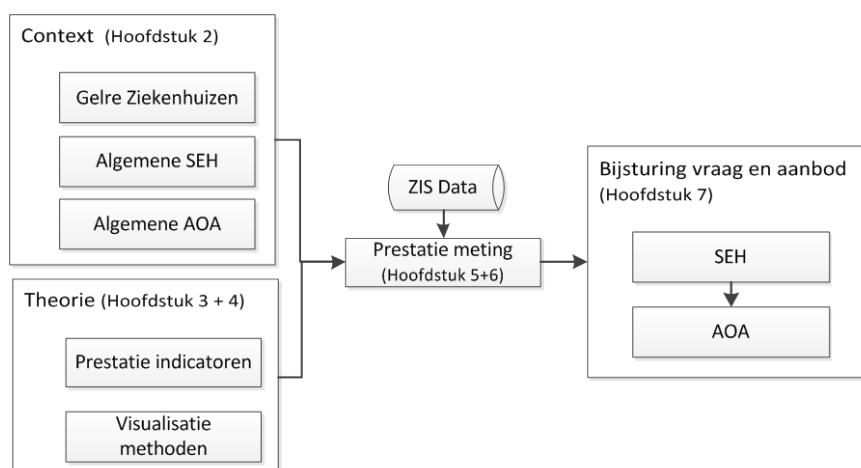 Context (Hoofdstuk 2)
Gelre Ziekenhuizen
Algemene SEH
Algemene AOA
Theorie (Hoofdstuk 3 + 4)
Prestatie indicatoren
Visualisatie
methoden
ZIS Data
Prestatie meting
(Hoofdstuk 5+6)
Bijsturing vraag en aanbod
(Hoofdstuk 7)
SEH
AOA